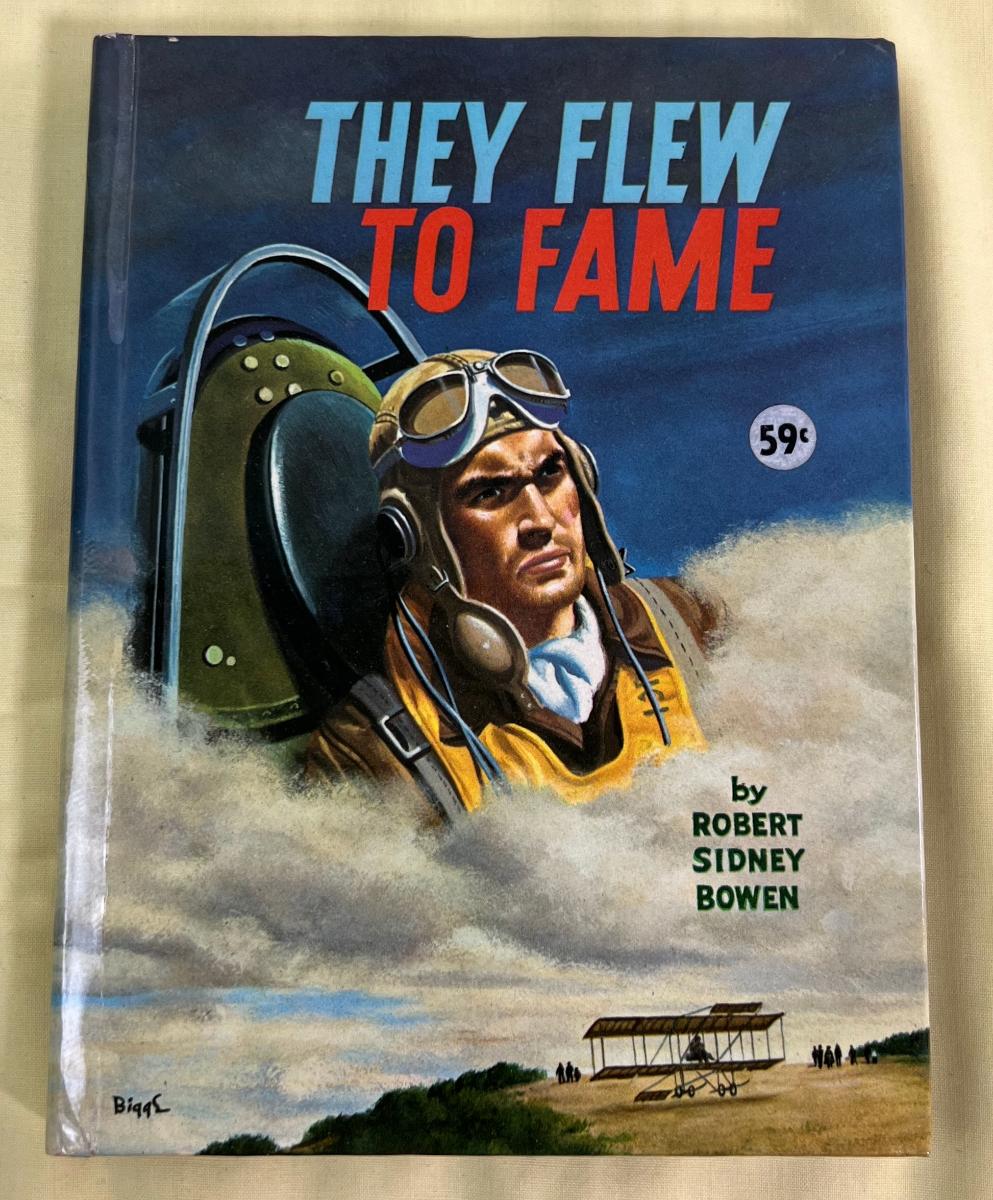 THEY FLEW
TO FAME
59¢
by
ROBERT
SIDNEY
BOWEN
Biggs